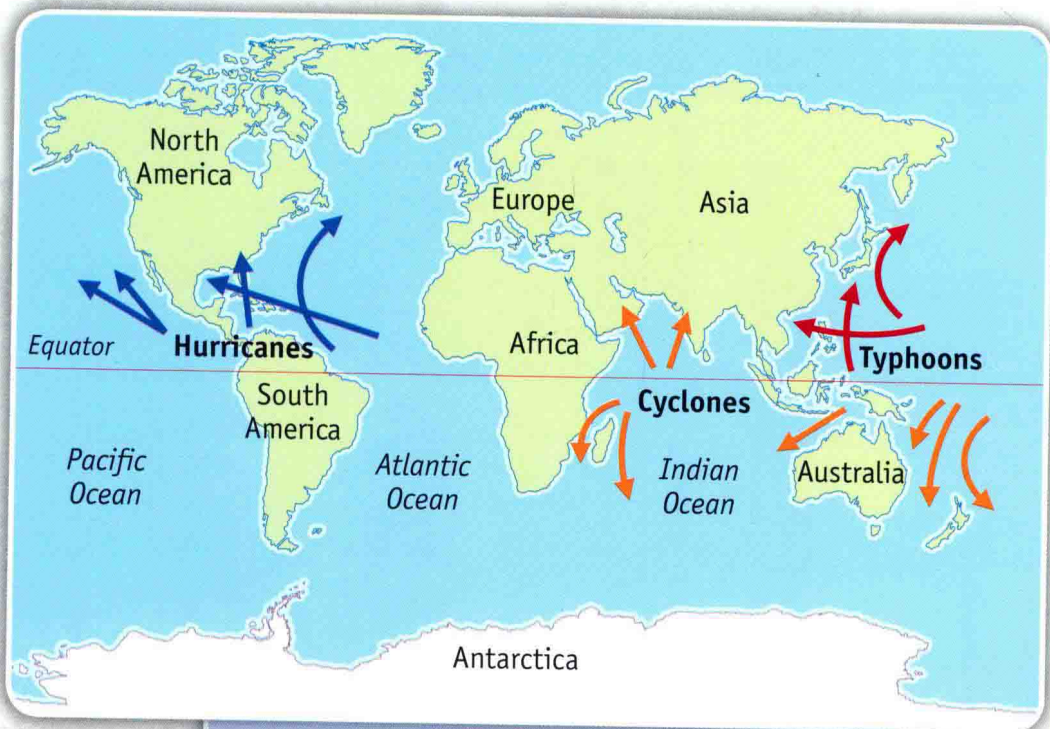 North
America
Europe
Asia
Equator
Hurricanes
Africa
Typhoons
South
America
Cyclones
Pacific
Ocean
Atlantic
Ocean
Indian
Ocean
Australia
Antarctica